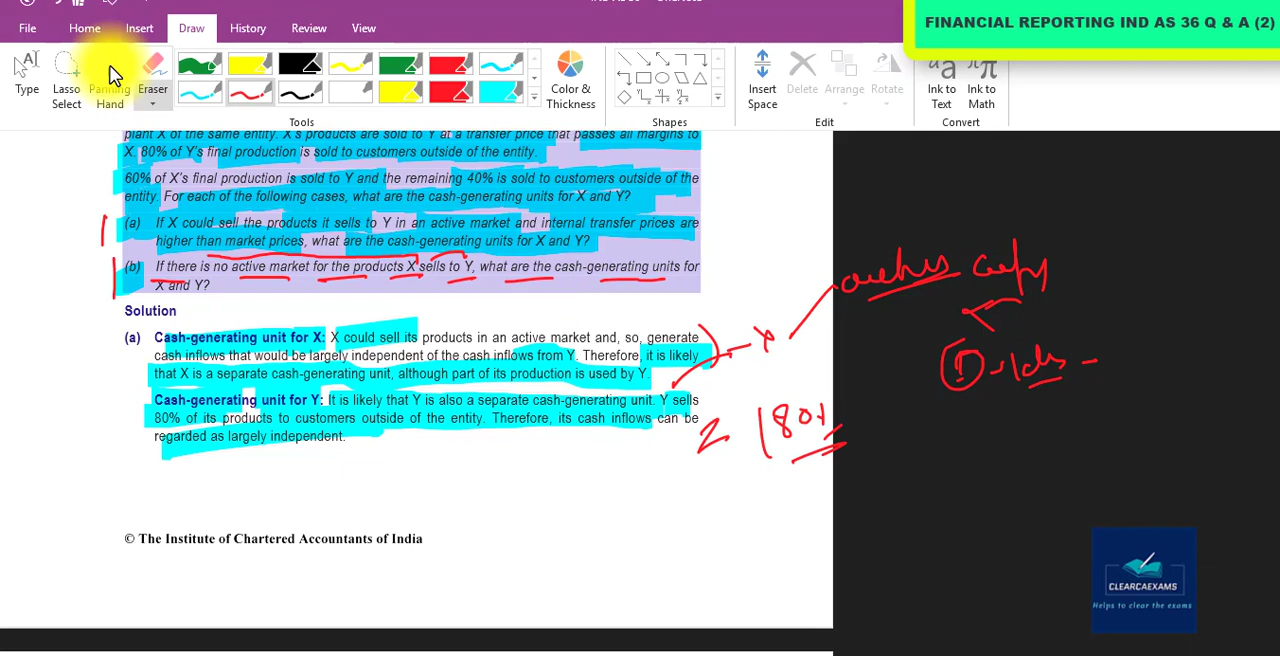 FINANCIAL REPORTING IND AS 36 Q & A (2)
File Home Insert Draw History Review View
Type
Lasso Select
Panning Hand
Eraser
Color & Thickness
Insert Space
Delete
Arrange
Rotate
Ink to Text
Ink to Math
Tools
Shapes
Edit
Convert
plant X of the same entity. X's products are sold to Y at a transfer price that passes all margins to
X. 80% of Y's final production is sold to customers outside of the entity.
60% of X's final production is sold to Y and the remaining 40% is sold to customers outside of the
entity. For each of the following cases, what are the cash-generating units for X and Y?
(a) If X could sell the products it sells to Y in an active market and internal transfer prices are
higher than market prices, what are the cash-generating units for X and Y?
(b) If there is no active market for the products X sells to Y, what are the cash-generating units for
X and Y?
Solution
(a) Cash-generating unit for X: X could sell its products in an active market and, so, generate
cash inflows that would be largely independent of the cash inflows from Y. Therefore, it is likely
that X is a separate cash-generating unit, although part of its production is used by Y.
Cash-generating unit for Y: It is likely that Y is also a separate cash-generating unit. Y sells
80% of its products to customers outside of the entity. Therefore, its cash inflows can be
regarded as largely independent.
2
© The Institute of Chartered Accountants of India
CLEARCAEXAMS
Helps to clear the exams